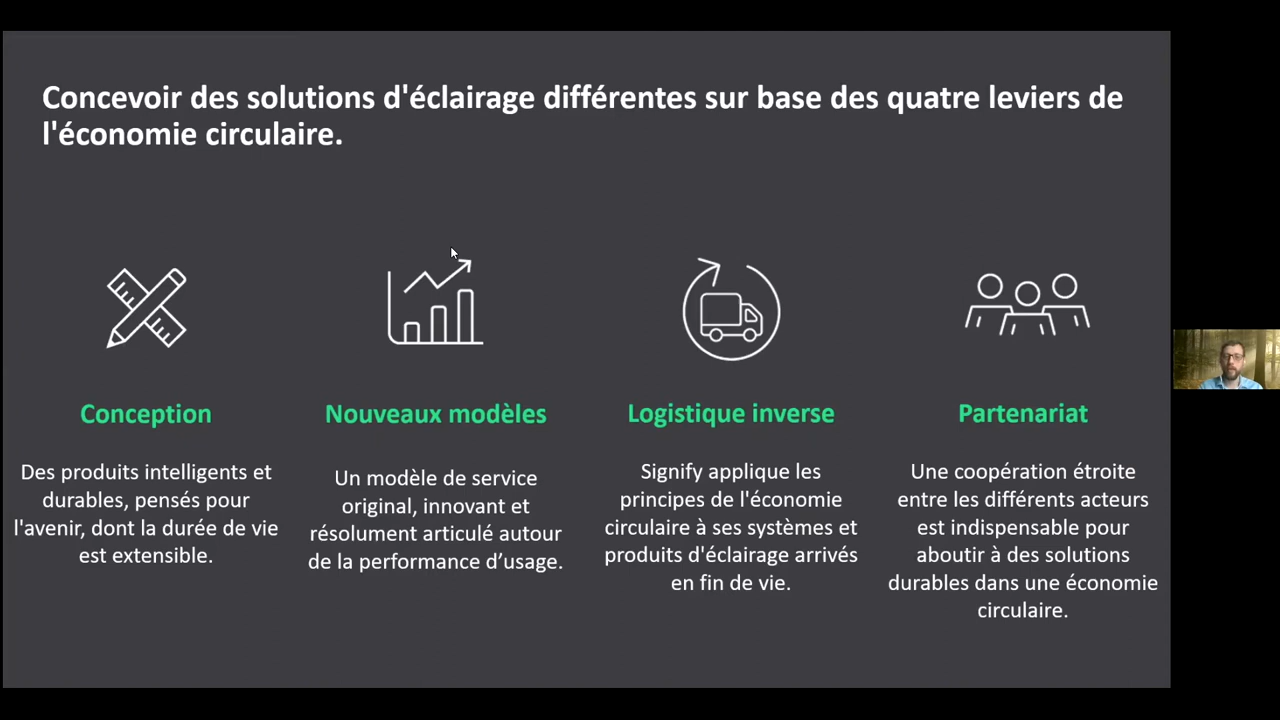 Concevoir des solutions d'éclairage différentes sur base des quatre leviers de
l'économie circulaire.
Conception
Des produits intelligents et
durables, pensés pour
l'avenir, dont la durée de vie
est extensible.
Nouveaux modèles
Un modèle de service
original, innovant et
résolument articulé autour
de la performance d’usage.
Logistique inverse
Signify applique les
principes de l'économie
circulaire à ses systèmes et
produits d'éclairage arrivés
en fin de vie.
Partenariat
Une coopération étroite
entre les différents acteurs
est indispensable pour
aboutir à des solutions
durables dans une économie
circulaire.